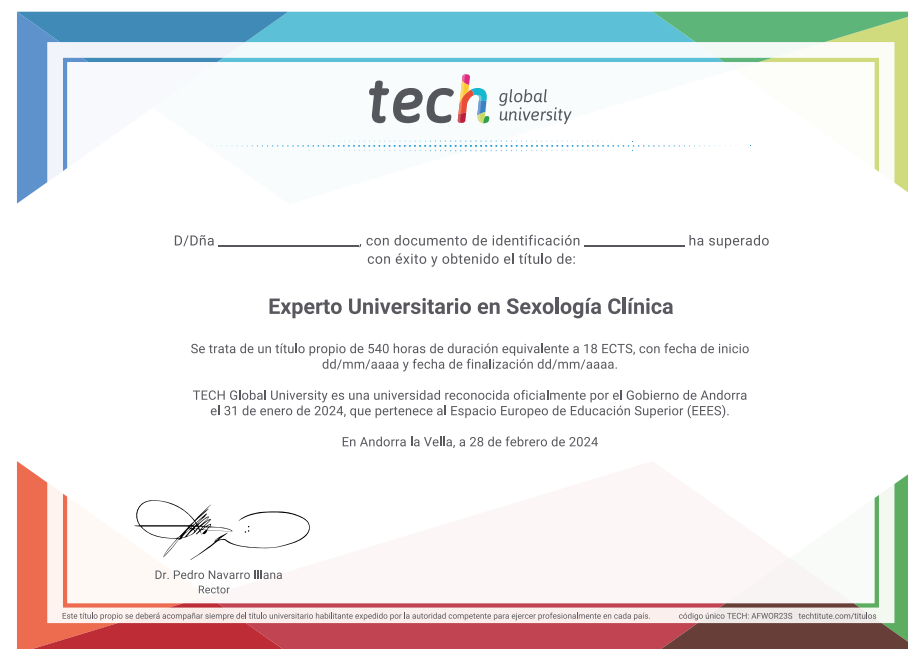 tech global
university
D/Dña ____________________, con documento de identificación ______________ ha superado
con éxito y obtenido el título de:
Experto Universitario en Sexología Clínica
Se trata de un título propio de 540 horas de duración equivalente a 18 ECTS, con fecha de inicio
dd/mm/aaaa y fecha de finalización dd/mm/aaaa.
TECH Global University es una universidad reconocida oficialmente por el Gobierno de Andorra
el 31 de enero de 2024, que pertenece al Espacio Europeo de Educación Superior (EEES).
En Andorra la Vella, a 28 de febrero de 2024
Dr. Pedro Navarro Illana
Rector
Este título propio se deberá acompañar siempre del título universitario habilitante expedido por la autoridad competente para ejercer profesionalmente en cada país. código único TECH: AFWOR23S techtitute.com/titulos